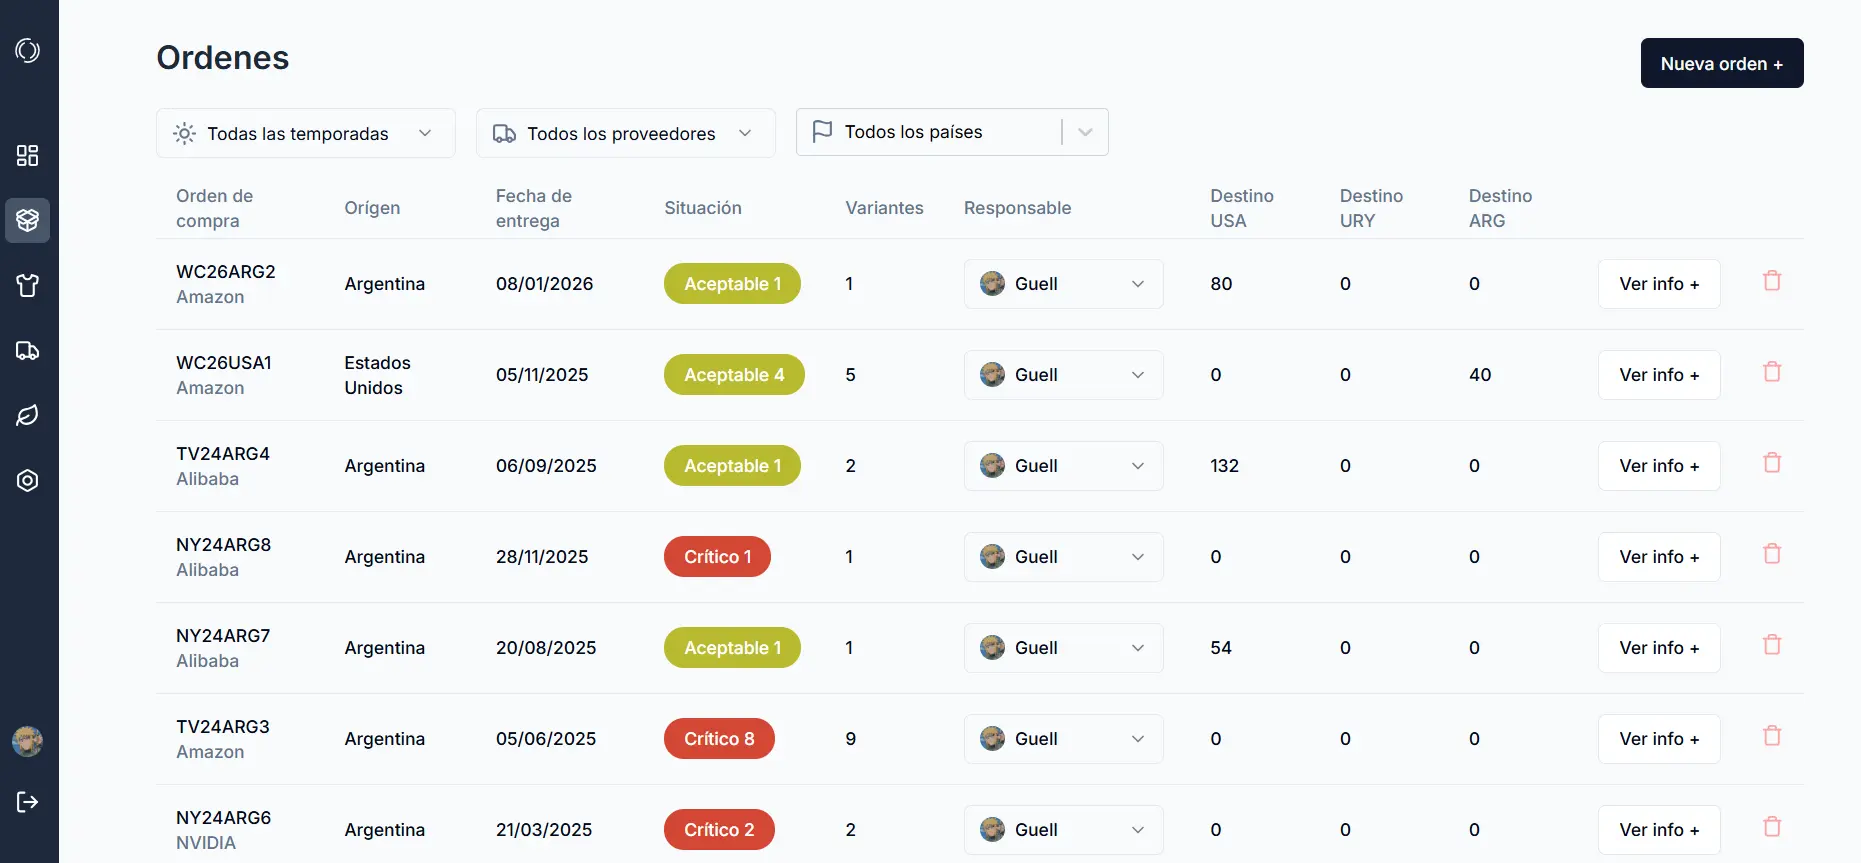 Ordenes
Nueva orden +
Todas las temporadas
Todos los proveedores
Todos los países
Orden de compra
Orígen
Fecha de entrega
Situación
Variantes
Responsable
Destino USA
Destino URY
Destino ARG
WC26ARG2
Amazon
Argentina
08/01/2026
Aceptable 1
1
Guell
80
0
0
Ver info +
WC26USA1
Amazon
Estados Unidos
05/11/2025
Aceptable 4
5
Guell
0
0
40
Ver info +
TV24ARG4
Alibaba
Argentina
06/09/2025
Aceptable 1
2
Guell
132
0
0
Ver info +
NY24ARG8
Alibaba
Argentina
28/11/2025
Crítico 1
1
Guell
0
0
0
Ver info +
NY24ARG7
Alibaba
Argentina
20/08/2025
Aceptable 1
1
Guell
54
0
0
Ver info +
TV24ARG3
Amazon
Argentina
05/06/2025
Crítico 8
9
Guell
0
0
0
Ver info +
NY24ARG6
NVIDIA
Argentina
21/03/2025
Crítico 2
2
Guell
0
0
0
Ver info +